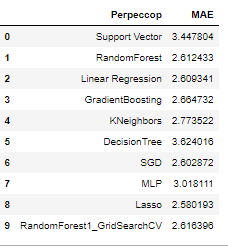 Perpeccop MAE
0 Support Vector 3.447804
1 RandomForest 2.612433
2 Linear Regression 2.609341
3 GradientBoosting 2.664732
4 KNeighbors 2.773522
5 DecisionTree 3.624016
6 SGD 2.602872
7 MLP 3.018111
8 Lasso 2.580193
9 RandomForest1_GridSearchCV 2.616396